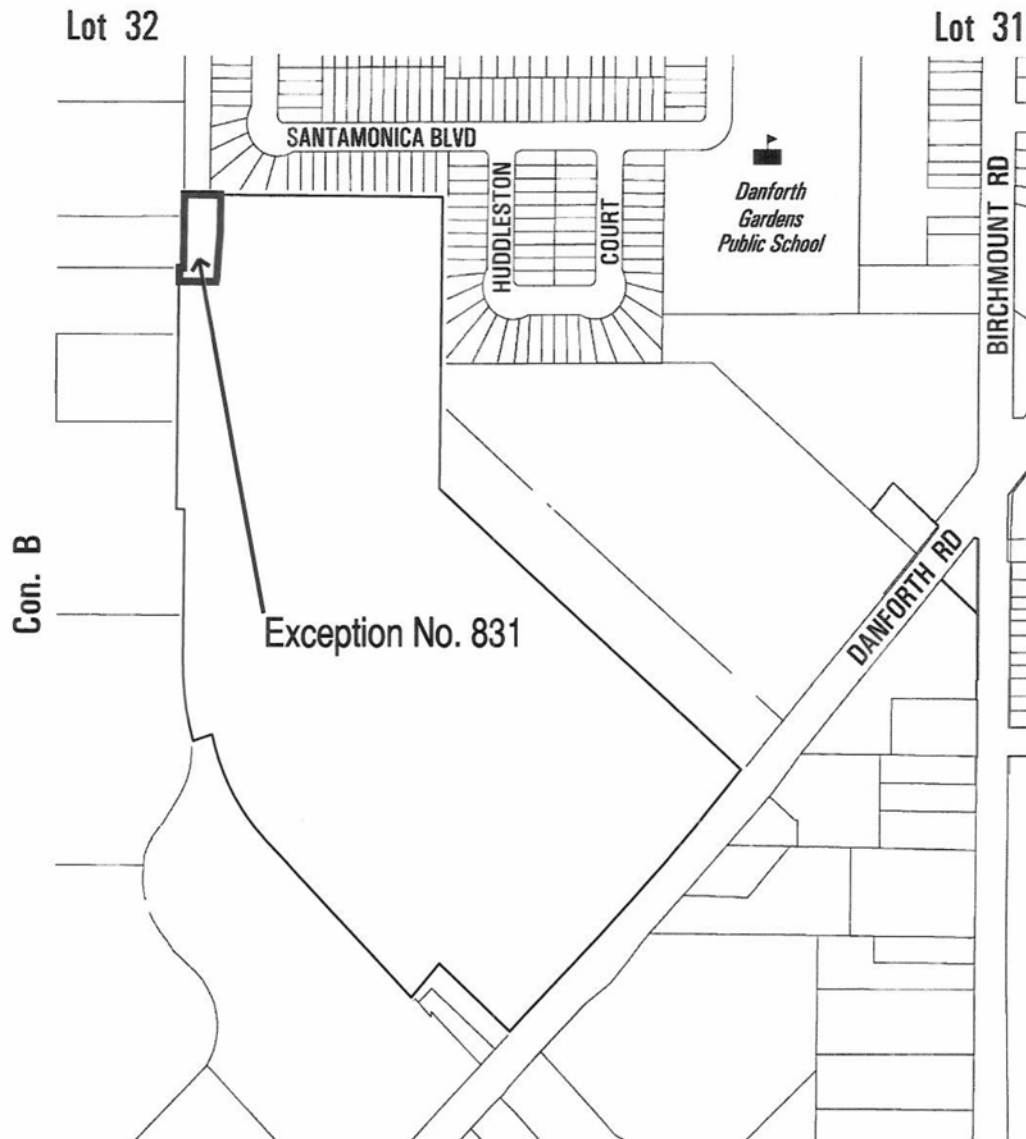 Lot 32
Lot 31
SANTAMONICA BLVD
HUDDLESTON
COURT
Danforth
Gardens
Public School
BIRCHMOUNT RD
Con. B
DANFORTH RD
Exception No. 831